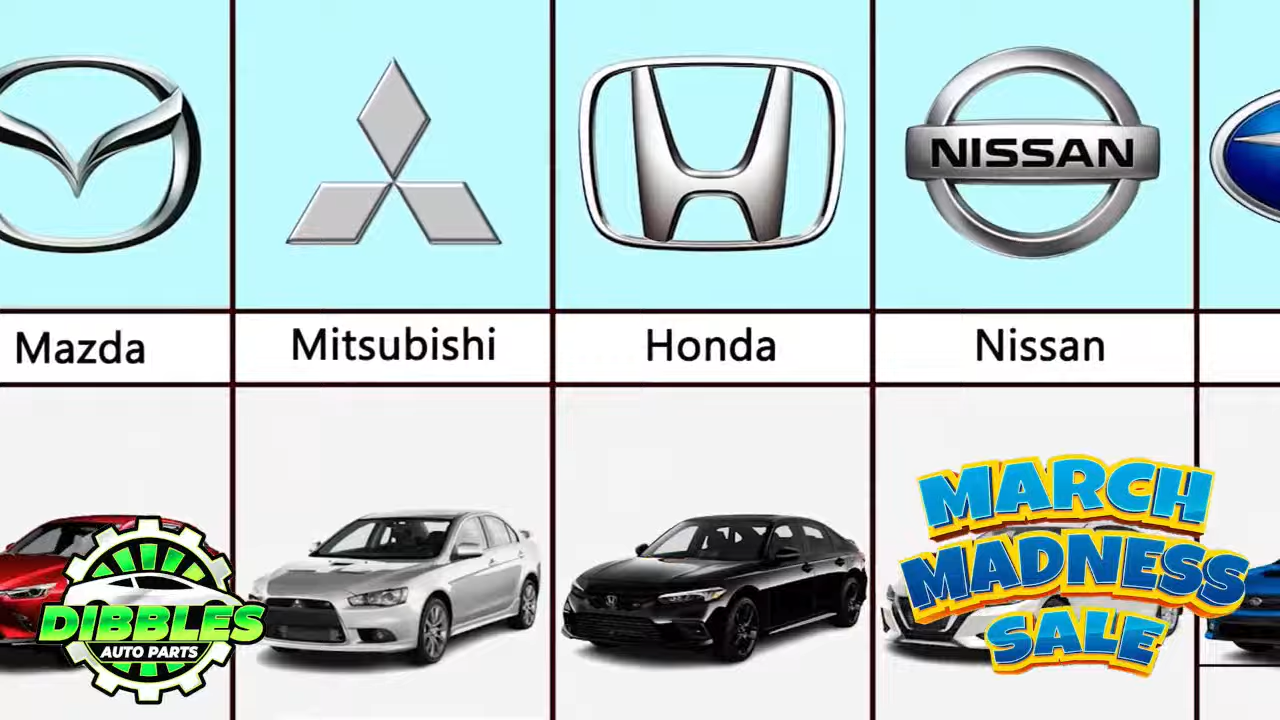 NISSAN
Mazda
Mitsubishi
Honda
Nissan
MARCH
MADNESS
SALE
DIBBLES
AUTO PARTS